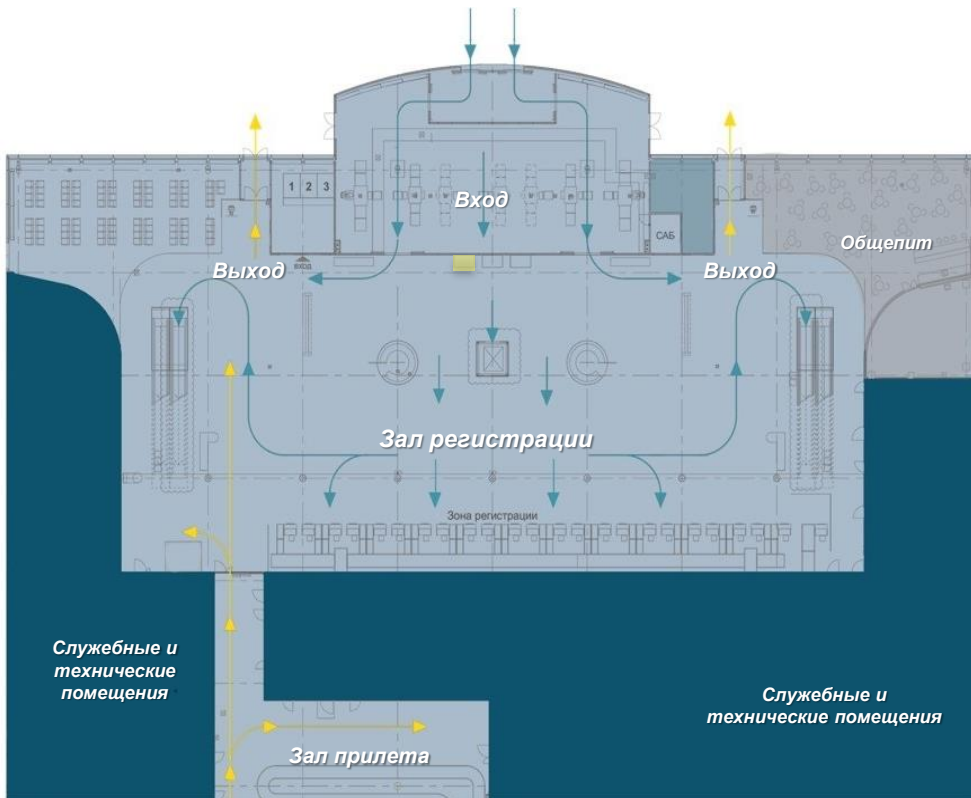 1 2 3
Вход
САБ
Общепит
Выход
ВХОД
Выход
Зал регистрации
Зона регистрации
Служебные и
технические
помещения
Служебные и
технические помещения
Зал прилета